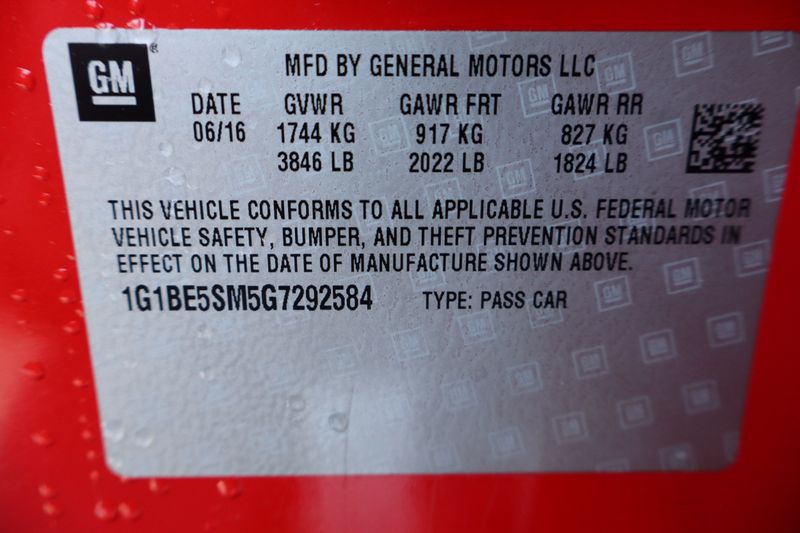 GM
MFD BY GENERAL MOTORS LLC
DATE GVWR GAWR FRT GAWR RR
06/16 1744 KG 917 KG 827 KG
3846 LB 2022 LB 1824 LB
THIS VEHICLE CONFORMS TO ALL APPLICABLE U.S. FEDERAL MOTOR
VEHICLE SAFETY, BUMPER, AND THEFT PREVENTION STANDARDS IN
EFFECT ON THE DATE OF MANUFACTURE SHOWN ABOVE.
1G1BE5SM5G7292584 TYPE: PASS CAR